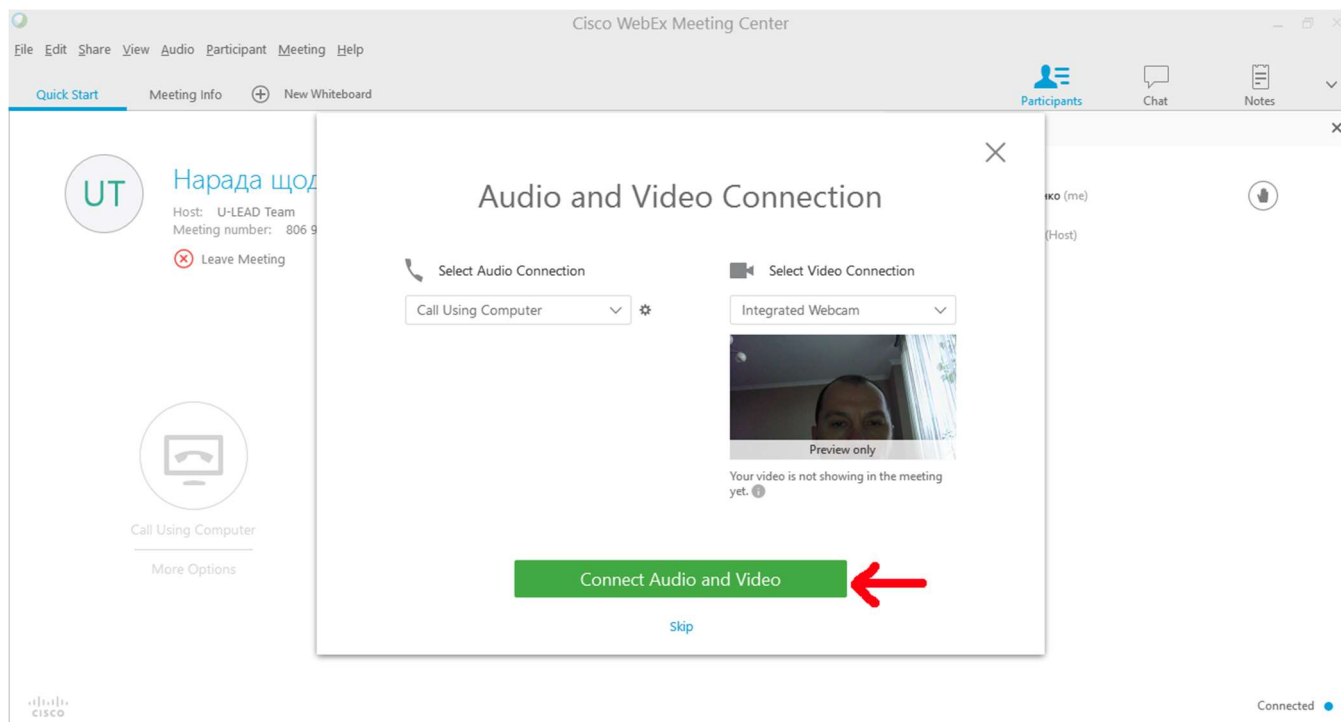 Cisco WebEx Meeting Center
File Edit Share View Audio Participant Meeting Help
Quick Start Meeting Info New Whiteboard
Participants Chat Notes
UT
Нарада щод
Host: U-LEAD Team
Meeting number: 806 9
Leave Meeting
Call Using Computer
More Options
Audio and Video Connection
Select Audio Connection
Call Using Computer
Select Video Connection
Integrated Webcam
Preview only
Your video is not showing in the meeting
yet.
Connect Audio and Video
Skip
(me)
(Host)
CISCO
Connected